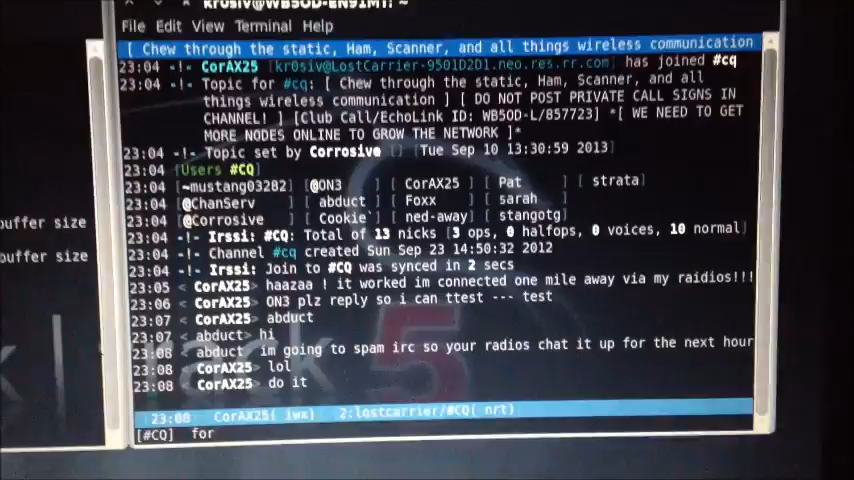 kr0siv@WB5OD-EN91MT: ~
File Edit View Terminal Help
[ Chew through the static, Ham, Scanner, and all things wireless communication
23:04 -!- CorAX25 [kr0siv@LostCarrier-9501D2D1.neo.res.rr.com] has joined #cq
23:04 -!- Topic for #cq: [ Chew through the static, Ham, Scanner, and all
things wireless communication ] [ DO NOT POST PRIVATE CALL SIGNS IN
CHANNEL! ] [Club Call/EchoLink ID: WB5OD-L/857723] *[ WE NEED TO GET
MORE NODES ONLINE TO GROW THE NETWORK ]*
23:04 -!- Topic set by Corrosive [] [Tue Sep 10 13:30:59 2013]
23:04 [Users #CQ]
23:04 [~mustang03282] [@ON3 ] [ CorAX25 ] [ Pat ] [ strata]
23:04 [@ChanServ ] [ abduct ] [ Foxx ] [ sarah ]
23:04 [@Corrosive ] [ Cookie` ] [ ned-away] [ stangotg]
23:04 -!- Irssi: #CQ: Total of 13 nicks [3 ops, 0 halfops, 0 voices, 10 normal]
23:04 -!- Channel #cq created Sun Sep 23 14:50:32 2012
23:04 -!- Irssi: Join to #CQ was synced in 2 secs
23:05 < CorAX25> haazaa ! it worked im connected one mile away via my raidios!!!
23:06 < CorAX25> ON3 plz reply so i can ttest --- test
23:07 < CorAX25> abduct
23:07 < abduct> hi
23:08 < abduct> im going to spam irc so your radios chat it up for the next hour
23:08 < CorAX25> lol
23:08 < CorAX25> do it
23:08 CorAX25( iwx) 2:lostcarrier/#CQ( nrt)
[#CQ] for
buffer size
buffer size
5